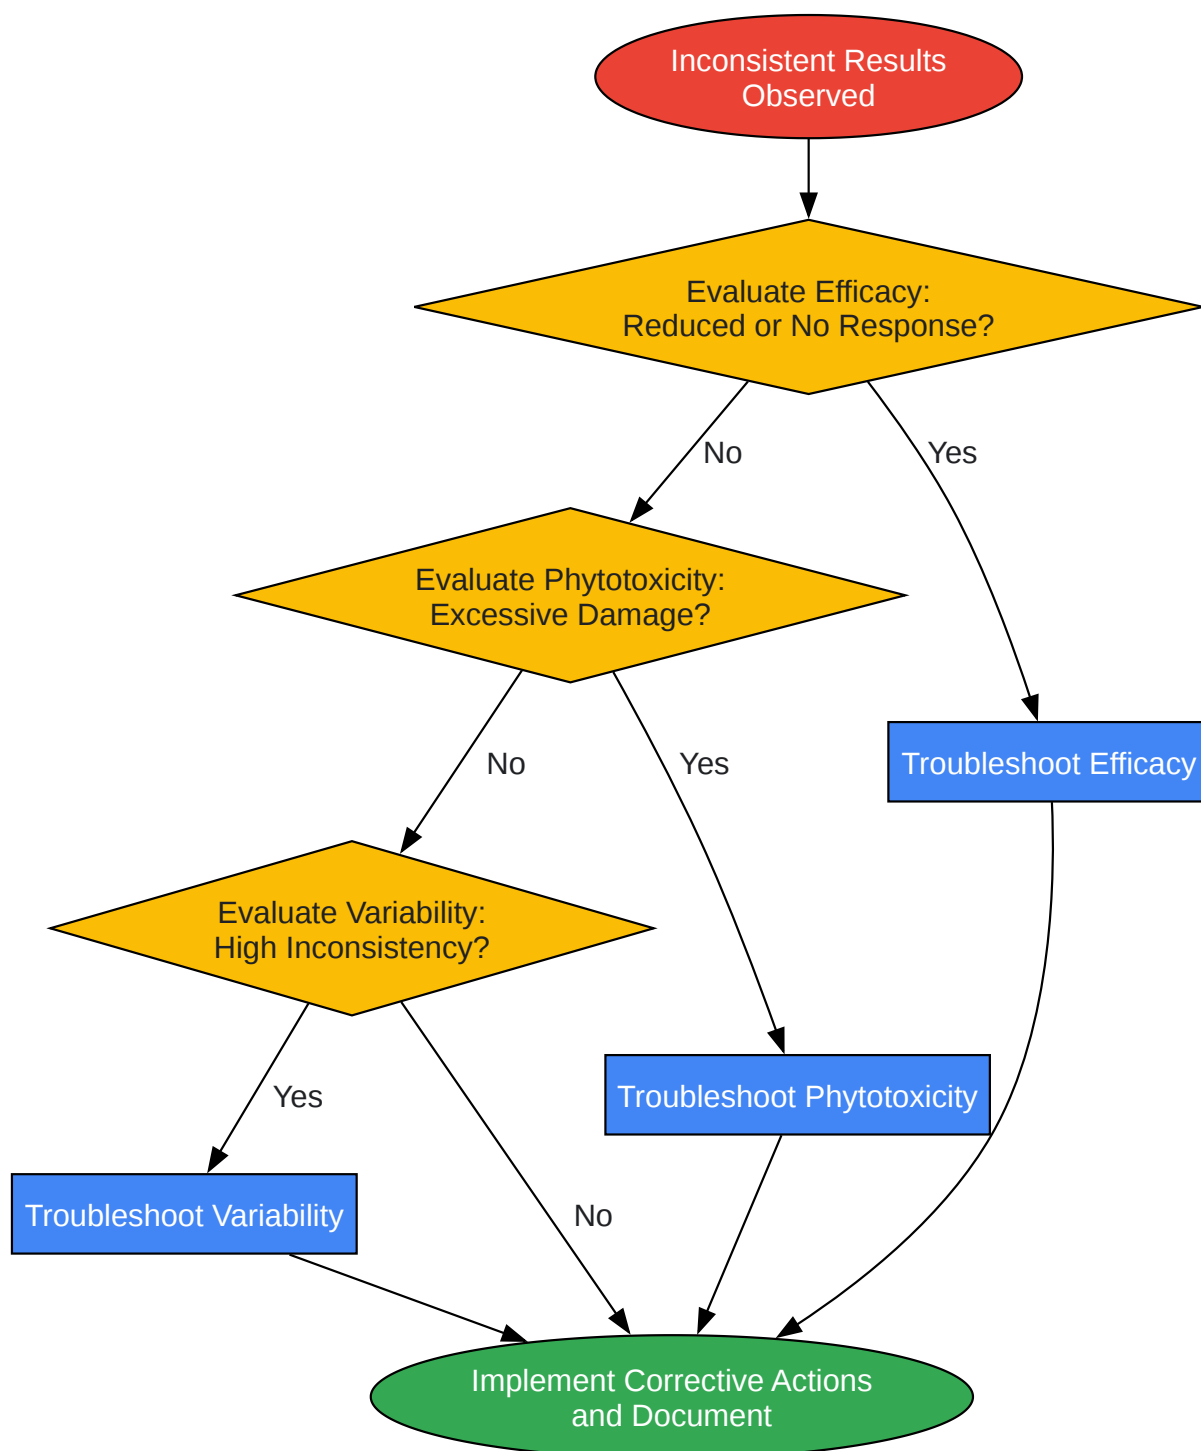 Inconsistent Results
Observed
Evaluate Efficacy:
Reduced or No Response?
No
Yes
Evaluate Phytotoxicity:
Excessive Damage?
No
Yes
Troubleshoot Efficacy
Evaluate Variability:
High Inconsistency?
Yes
Troubleshoot Phytotoxicity
Troubleshoot Variability
No
Implement Corrective Actions
and Document